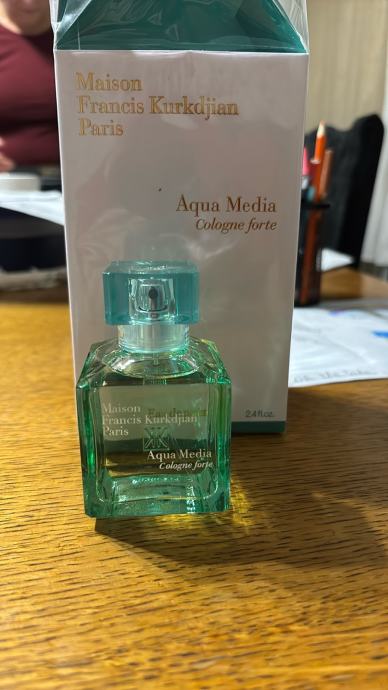 Maison
Francis Kurkdjian
Paris
Aqua Media
Cologne forte
2.4 fl.oz.
Maison
Francis Kurkdjian
Paris
Aqua Media
Cologne forte